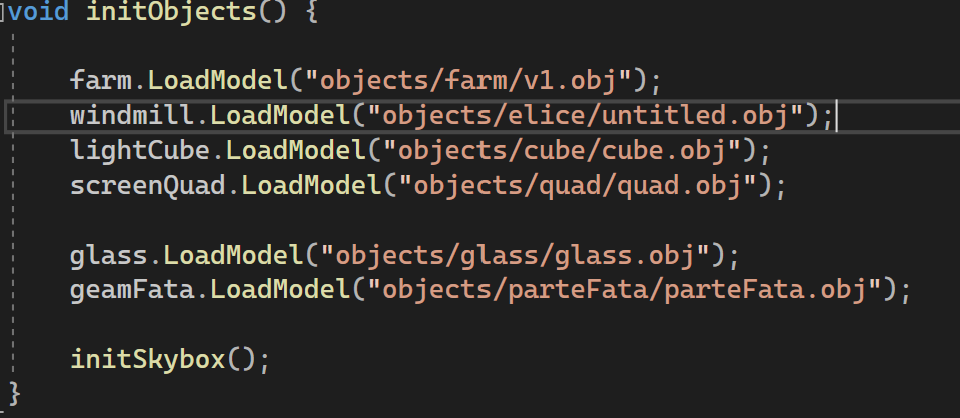 void initObjects() {
farm.LoadModel("objects/farm/v1.obj");
windmill.LoadModel("objects/elice/untitled.obj");
lightCube.LoadModel("objects/cube/cube.obj");
screenQuad.LoadModel("objects/quad/quad.obj");
glass.LoadModel("objects/glass/glass.obj");
geamFata.LoadModel("objects/parteFata/parteFata.obj");
initSkybox();
}